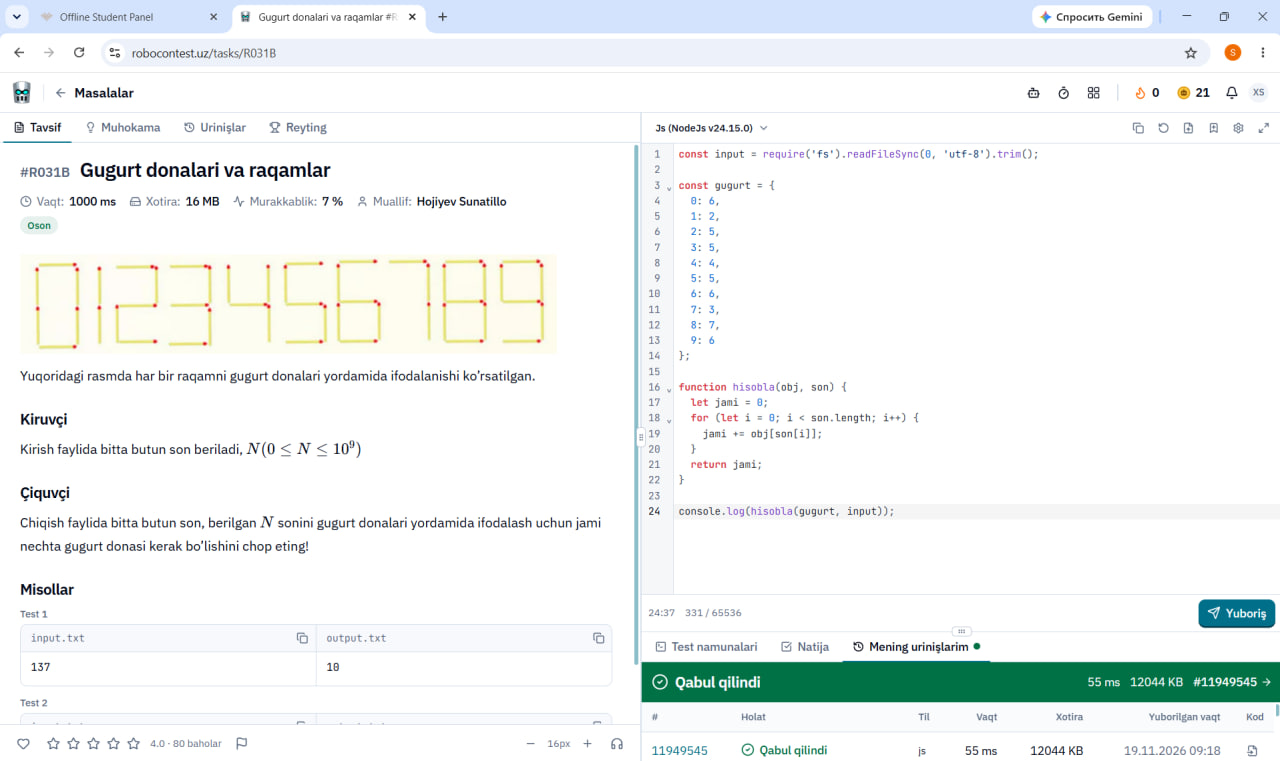 Offline Student Panel
Gugurt donalari va raqamlar #R
Спросить Gemini
robocontest.uz/tasks/R031B
S
Masalalar
0
21
XS
Tavsif
Muhokama
Urinişlar
Reyting
#R031B Gugurt donalari va raqamlar
Vaqt: 1000 ms Xotira: 16 MB Murakkablik: 7 % Muallif: Hojiyev Sunatillo
Oson
0123456789
Yuqoridagi rasmda har bir raqamni gugurt donalari yordamida ifodalanishi ko’rsatilgan.
Kiruvçi
Kirish faylida bitta butun son beriladi, N(0 ≤ N ≤ 10⁹)
Çiquvçi
Chiqish faylida bitta butun son, berilgan N sonini gugurt donalari yordamida ifodalash uchun jami
nechta gugurt donasi kerak bo’lishini chop eting!
Misollar
Test 1
input.txt output.txt
137 10
Test 2
4.0 · 80 baholar
16px
Js (NodeJs v24.15.0)
1 const input = require('fs').readFileSync(0, 'utf-8').trim();
2
3 const gugurt = {
4 0: 6,
5 1: 2,
6 2: 5,
7 3: 5,
8 4: 4,
9 5: 5,
10 6: 6,
11 7: 3,
12 8: 7,
13 9: 6
14 };
15
16 function hisobla(obj, son) {
17 let jami = 0;
18 for (let i = 0; i < son.length; i++) {
19 jami += obj[son[i]];
20 }
21 return jami;
22 }
23
24 console.log(hisobla(gugurt, input));
24:37 331 / 65536
Yuboriş
Test namunalari
Natija
Mening urinişlarim
Qabul qilindi 55 ms 12044 KB #11949545
# Holat Til Vaqt Xotira Yuborilgan vaqt Kod
11949545 Qabul qilindi js 55 ms 12044 KB 19.11.2026 09:18